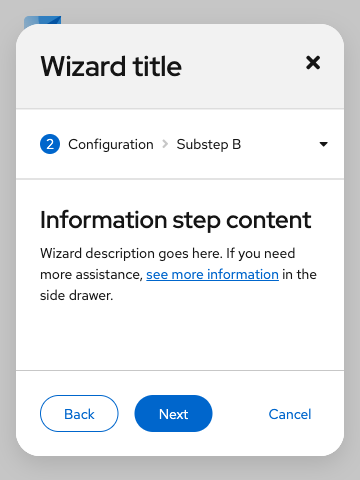 Wizard title
2 Configuration Substep B
Information step content
Wizard description goes here. If you need
more assistance, see more information in the
side drawer.
Back Next Cancel